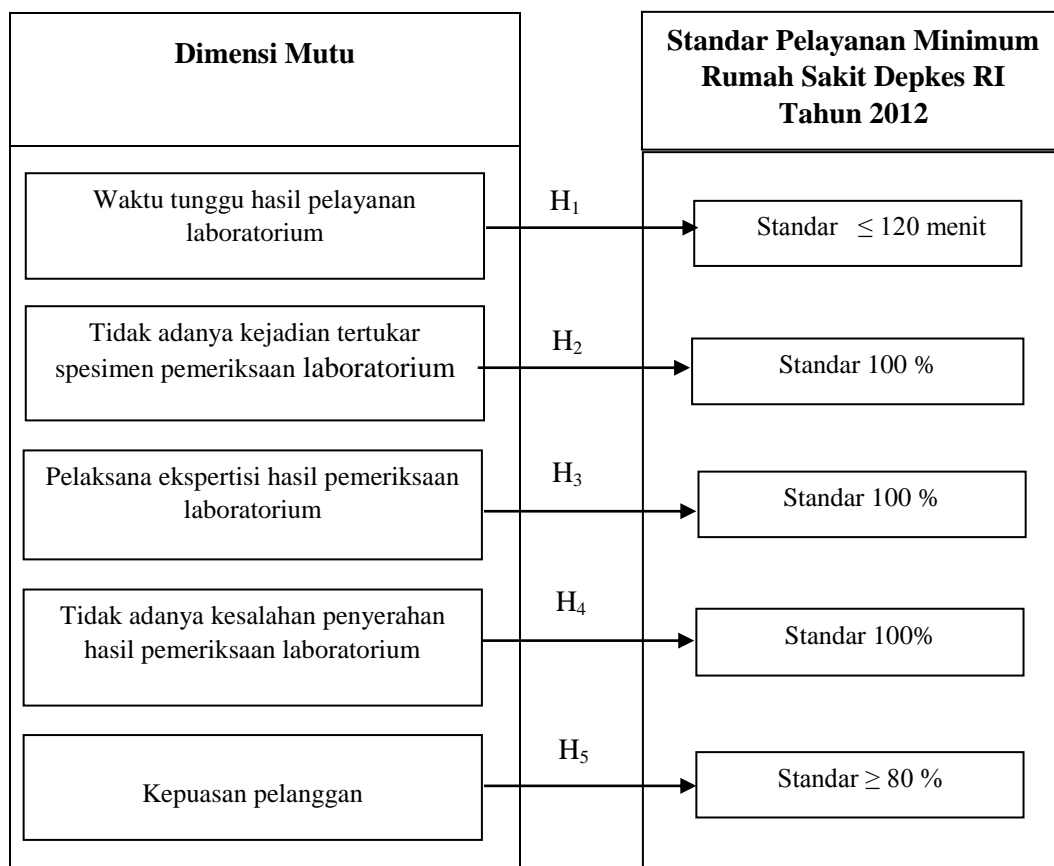 Dimensi Mutu
Standar Pelayanan Minimum
Rumah Sakit Depkes RI
Tahun 2012
Waktu tunggu hasil pelayanan
laboratorium
H₁
Standar ≤ 120 menit
Tidak adanya kejadian tertukar
spesimen pemeriksaan laboratorium
H₂
Standar 100 %
Pelaksana ekspertisi hasil pemeriksaan
laboratorium
H₃
Standar 100 %
Tidak adanya kesalahan penyerahan
hasil pemeriksaan laboratorium
H₄
Standar 100%
Kepuasan pelanggan
H₅
Standar ≥ 80 %